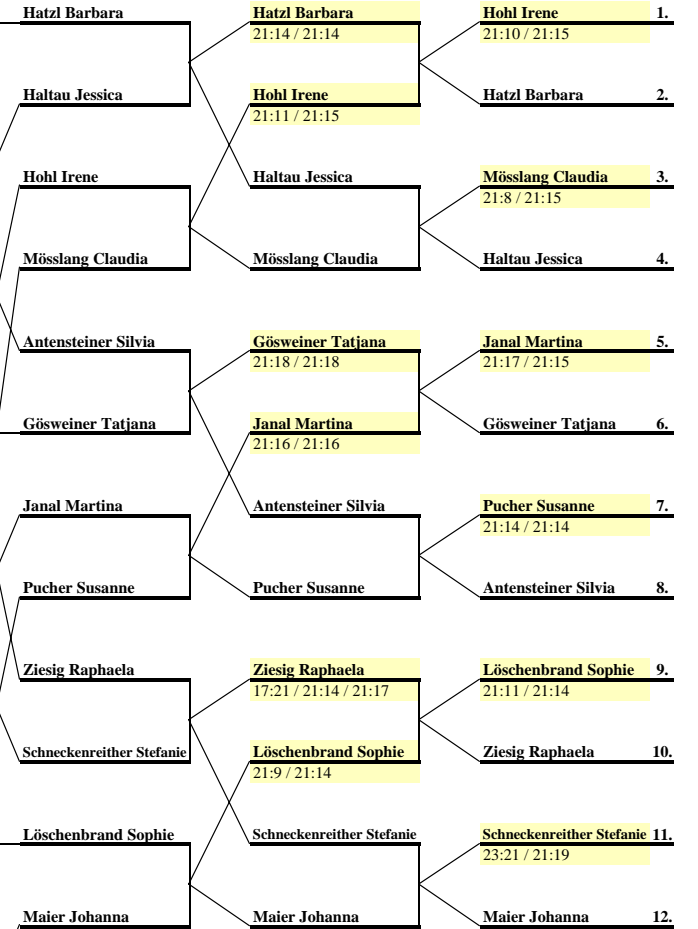 Hatzl Barbara
Haltau Jessica
Hohl Irene
Mösslang Claudia
Antensteiner Silvia
Gösweiner Tatjana
Janal Martina
Pucher Susanne
Ziesig Raphaela
Schneckenreither Stefanie
Löschenbrand Sophie
Maier Johanna
Hatzl Barbara
21:14 / 21:14
Hohl Irene
21:11 / 21:15
Haltau Jessica
Mösslang Claudia
Gösweiner Tatjana
21:18 / 21:18
Janal Martina
21:16 / 21:16
Antensteiner Silvia
Pucher Susanne
Ziesig Raphaela
17:21 / 21:14 / 21:17
Löschenbrand Sophie
21:9 / 21:14
Schneckenreither Stefanie
Maier Johanna
Hohl Irene 1.
21:10 / 21:15
Hatzl Barbara 2.
Mösslang Claudia 3.
21:8 / 21:15
Haltau Jessica 4.
Janal Martina 5.
21:17 / 21:15
Gösweiner Tatjana 6.
Pucher Susanne 7.
21:14 / 21:14
Antensteiner Silvia 8.
Löschenbrand Sophie 9.
21:11 / 21:14
Ziesig Raphaela 10.
Schneckenreither Stefanie 11.
23:21 / 21:19
Maier Johanna 12.